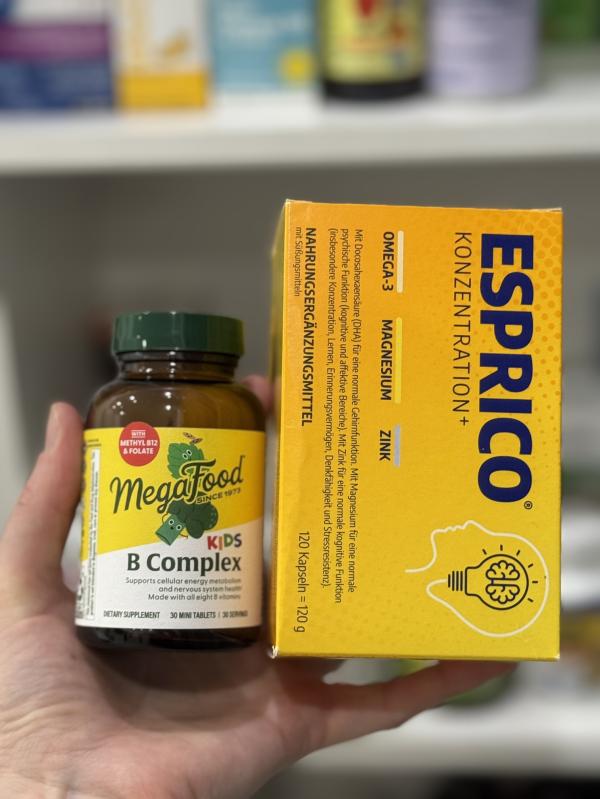 WITH
METHYL B12
& FOLATE
MegaFood
SINCE 1973
KIDS
B Complex
Supports cellular energy metabolism
and nervous system health†
Made with all eight B vitamins
DIETARY SUPPLEMENT 30 MINI TABLETS | 30 SERVINGS
ESPRICO®
KONZENTRATION+
OMEGA-3 MAGNESIUM ZINK
Mit Docosahexaensäure (DHA) für eine normale Gehirnfunktion. Mit Magnesium für eine normale
psychische Funktion (kognitive und affektive Bereiche). Mit Zink für eine normale kognitive Funktion
(insbesondere Konzentration, Lernen, Erinnerungsvermögen, Denkfähigkeit und Stressresistenz).
NAHRUNGSERGÄNZUNGSMITTEL
mit Süßungsmitteln
120 Kapseln = 120 g